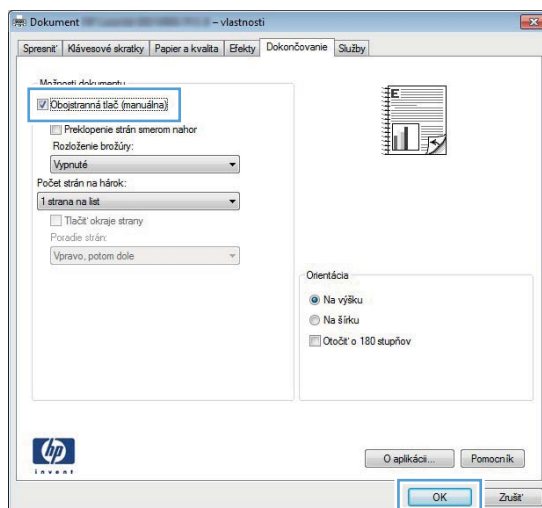 Dokument
– vlastnosti
Spresniť Klávesové skratky Papier a kvalita Efekty Dokončovanie Služby
Možnosti dokumentu
Obojstranná tlač (manuálna)
Preklopenie strán smerom nahor
Rozloženie brožúry:
Vypnuté
Počet strán na hárok:
1 strana na list
Tlačiť okraje strany
Poradie strán:
Vpravo, potom dole
E
Orientácia
Na výšku
Na šírku
Otočiť o 180 stupňov
hp
invent
O aplikácii... Pomocník
OK Zrušiť